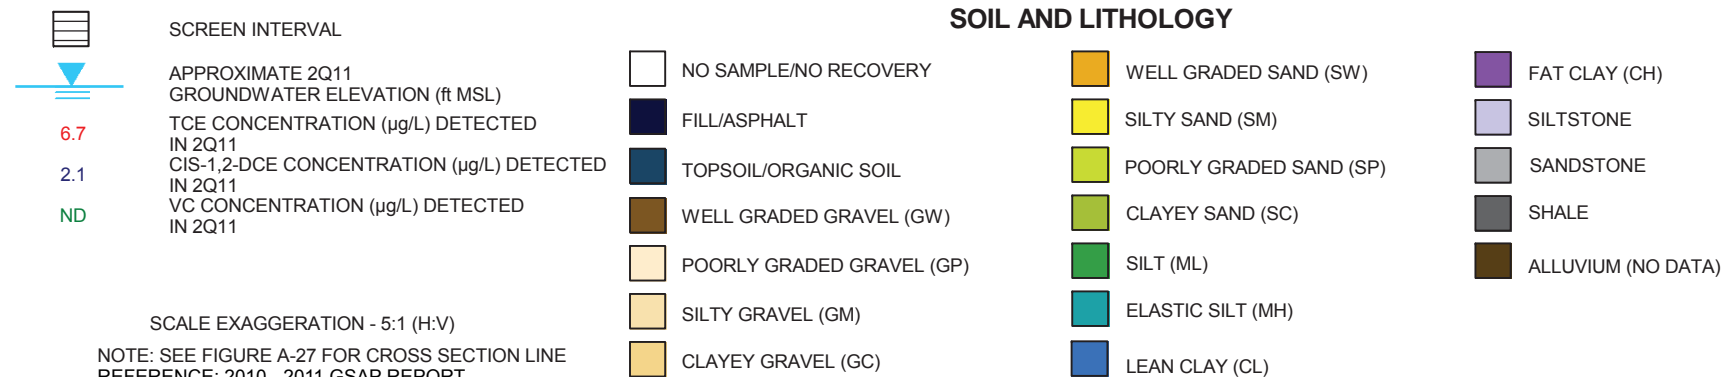 SOIL AND LITHOLOGY
SCREEN INTERVAL
APPROXIMATE 2Q11
GROUNDWATER ELEVATION (ft MSL)
6.7
TCE CONCENTRATION (µg/L) DETECTED
IN 2Q11
2.1
CIS-1,2-DCE CONCENTRATION (µg/L) DETECTED
IN 2Q11
ND
VC CONCENTRATION (µg/L) DETECTED
IN 2Q11
SCALE EXAGGERATION - 5:1 (H:V)
NOTE: SEE FIGURE A-27 FOR CROSS SECTION LINE
REFERENCE: 2010 - 2011 GSAP REPORT
NO SAMPLE/NO RECOVERY
FILL/ASPHALT
TOPSOIL/ORGANIC SOIL
WELL GRADED GRAVEL (GW)
POORLY GRADED GRAVEL (GP)
SILTY GRAVEL (GM)
CLAYEY GRAVEL (GC)
WELL GRADED SAND (SW)
SILTY SAND (SM)
POORLY GRADED SAND (SP)
CLAYEY SAND (SC)
SILT (ML)
ELASTIC SILT (MH)
LEAN CLAY (CL)
FAT CLAY (CH)
SILTSTONE
SANDSTONE
SHALE
ALLUVIUM (NO DATA)